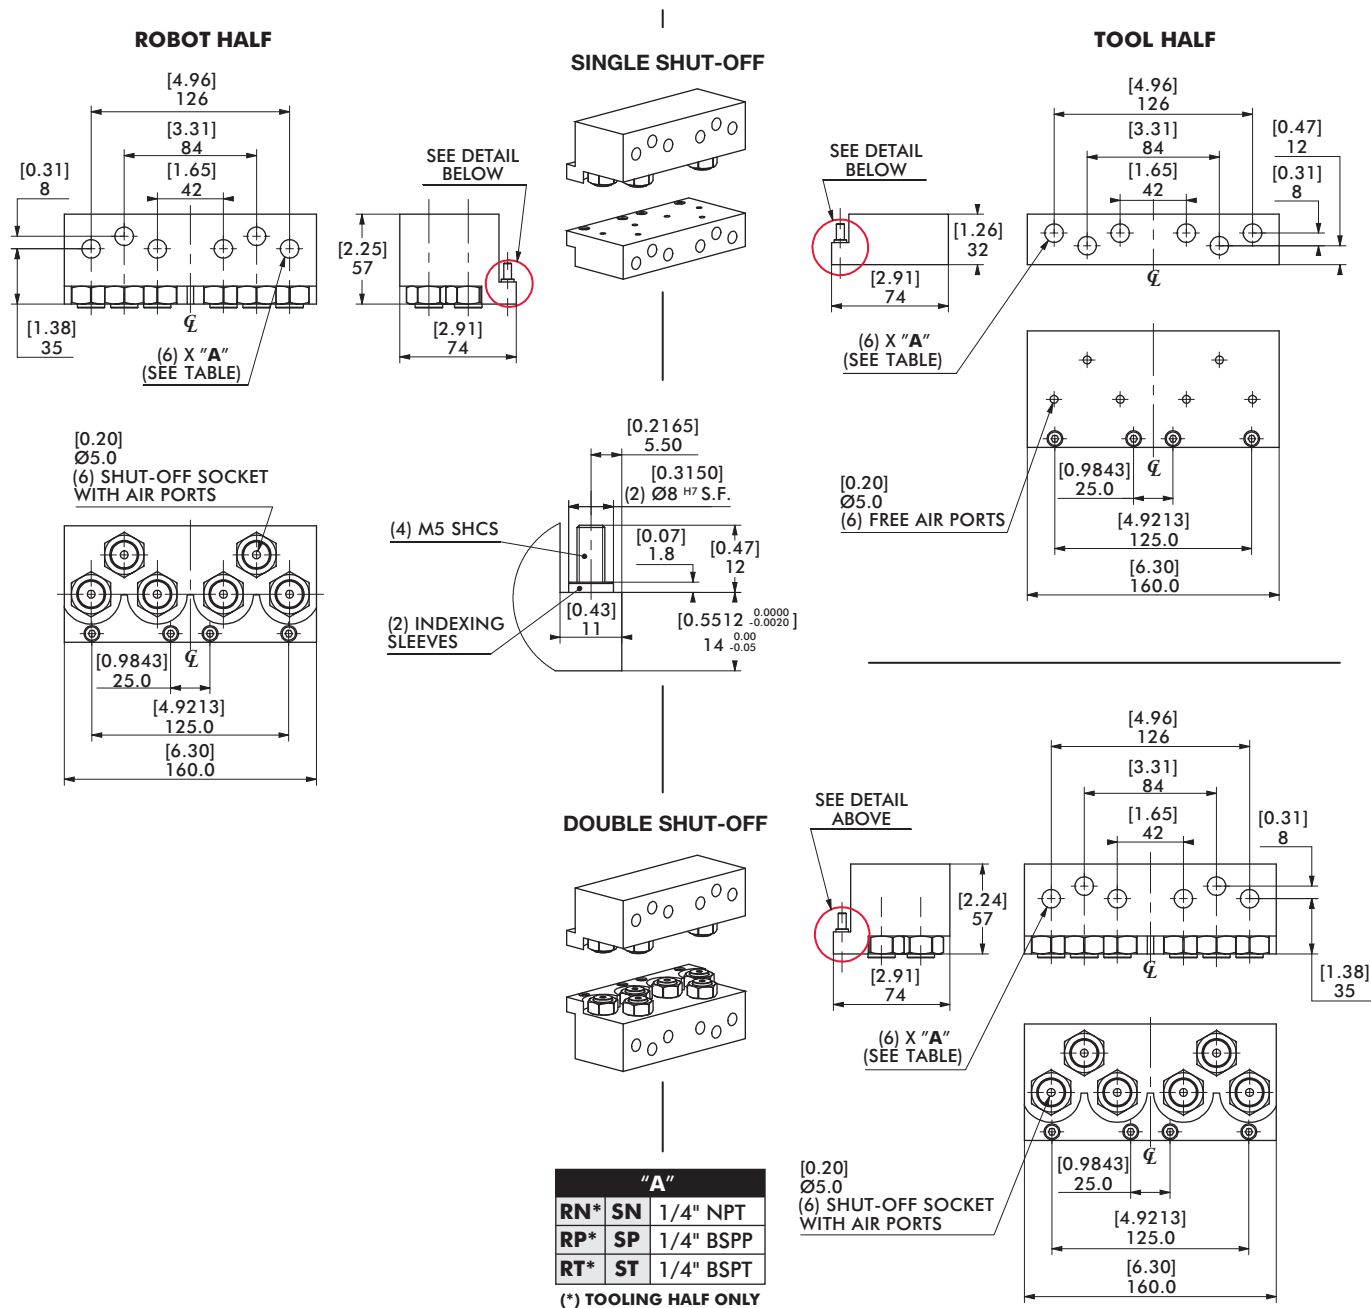 ROBOT HALF
[4.96]
126
[3.31]
84
[0.31]
8
[1.65]
42
[1.38]
35
℄
(6) X "A"
(SEE TABLE)
SEE DETAIL
BELOW
[2.25]
57
[2.91]
74
[0.20]
Ø5.0
(6) SHUT-OFF SOCKET
WITH AIR PORTS
℄
[0.9843]
25.0
[4.9213]
125.0
[6.30]
160.0
SINGLE SHUT-OFF
[0.2165]
5.50
[0.3150]
(2) Ø8 H7 S.F.
(4) M5 SHCS
[0.07]
1.8
[0.47]
12
(2) INDEXING
SLEEVES
[0.43]
11
[0.5512 0.0000 -0.0020 ]
14 0.00 -0.05
TOOL HALF
[4.96]
126
[3.31]
84
[1.65]
42
[0.47]
12
[0.31]
8
SEE DETAIL
BELOW
[1.26]
32
[2.91]
74
℄
(6) X "A"
(SEE TABLE)
[0.20]
Ø5.0
(6) FREE AIR PORTS
℄
[0.9843]
25.0
[4.9213]
125.0
[6.30]
160.0
DOUBLE SHUT-OFF
SEE DETAIL
ABOVE
[4.96]
126
[3.31]
84
[1.65]
42
[0.31]
8
[2.24]
57
[2.91]
74
℄
[1.38]
35
(6) X "A"
(SEE TABLE)
[0.20]
Ø5.0
(6) SHUT-OFF SOCKET
WITH AIR PORTS
℄
[0.9843]
25.0
[4.9213]
125.0
[6.30]
160.0
"A"
RN* SN 1/4" NPT
RP* SP 1/4" BSPP
RT* ST 1/4" BSPT
(*) TOOLING HALF ONLY